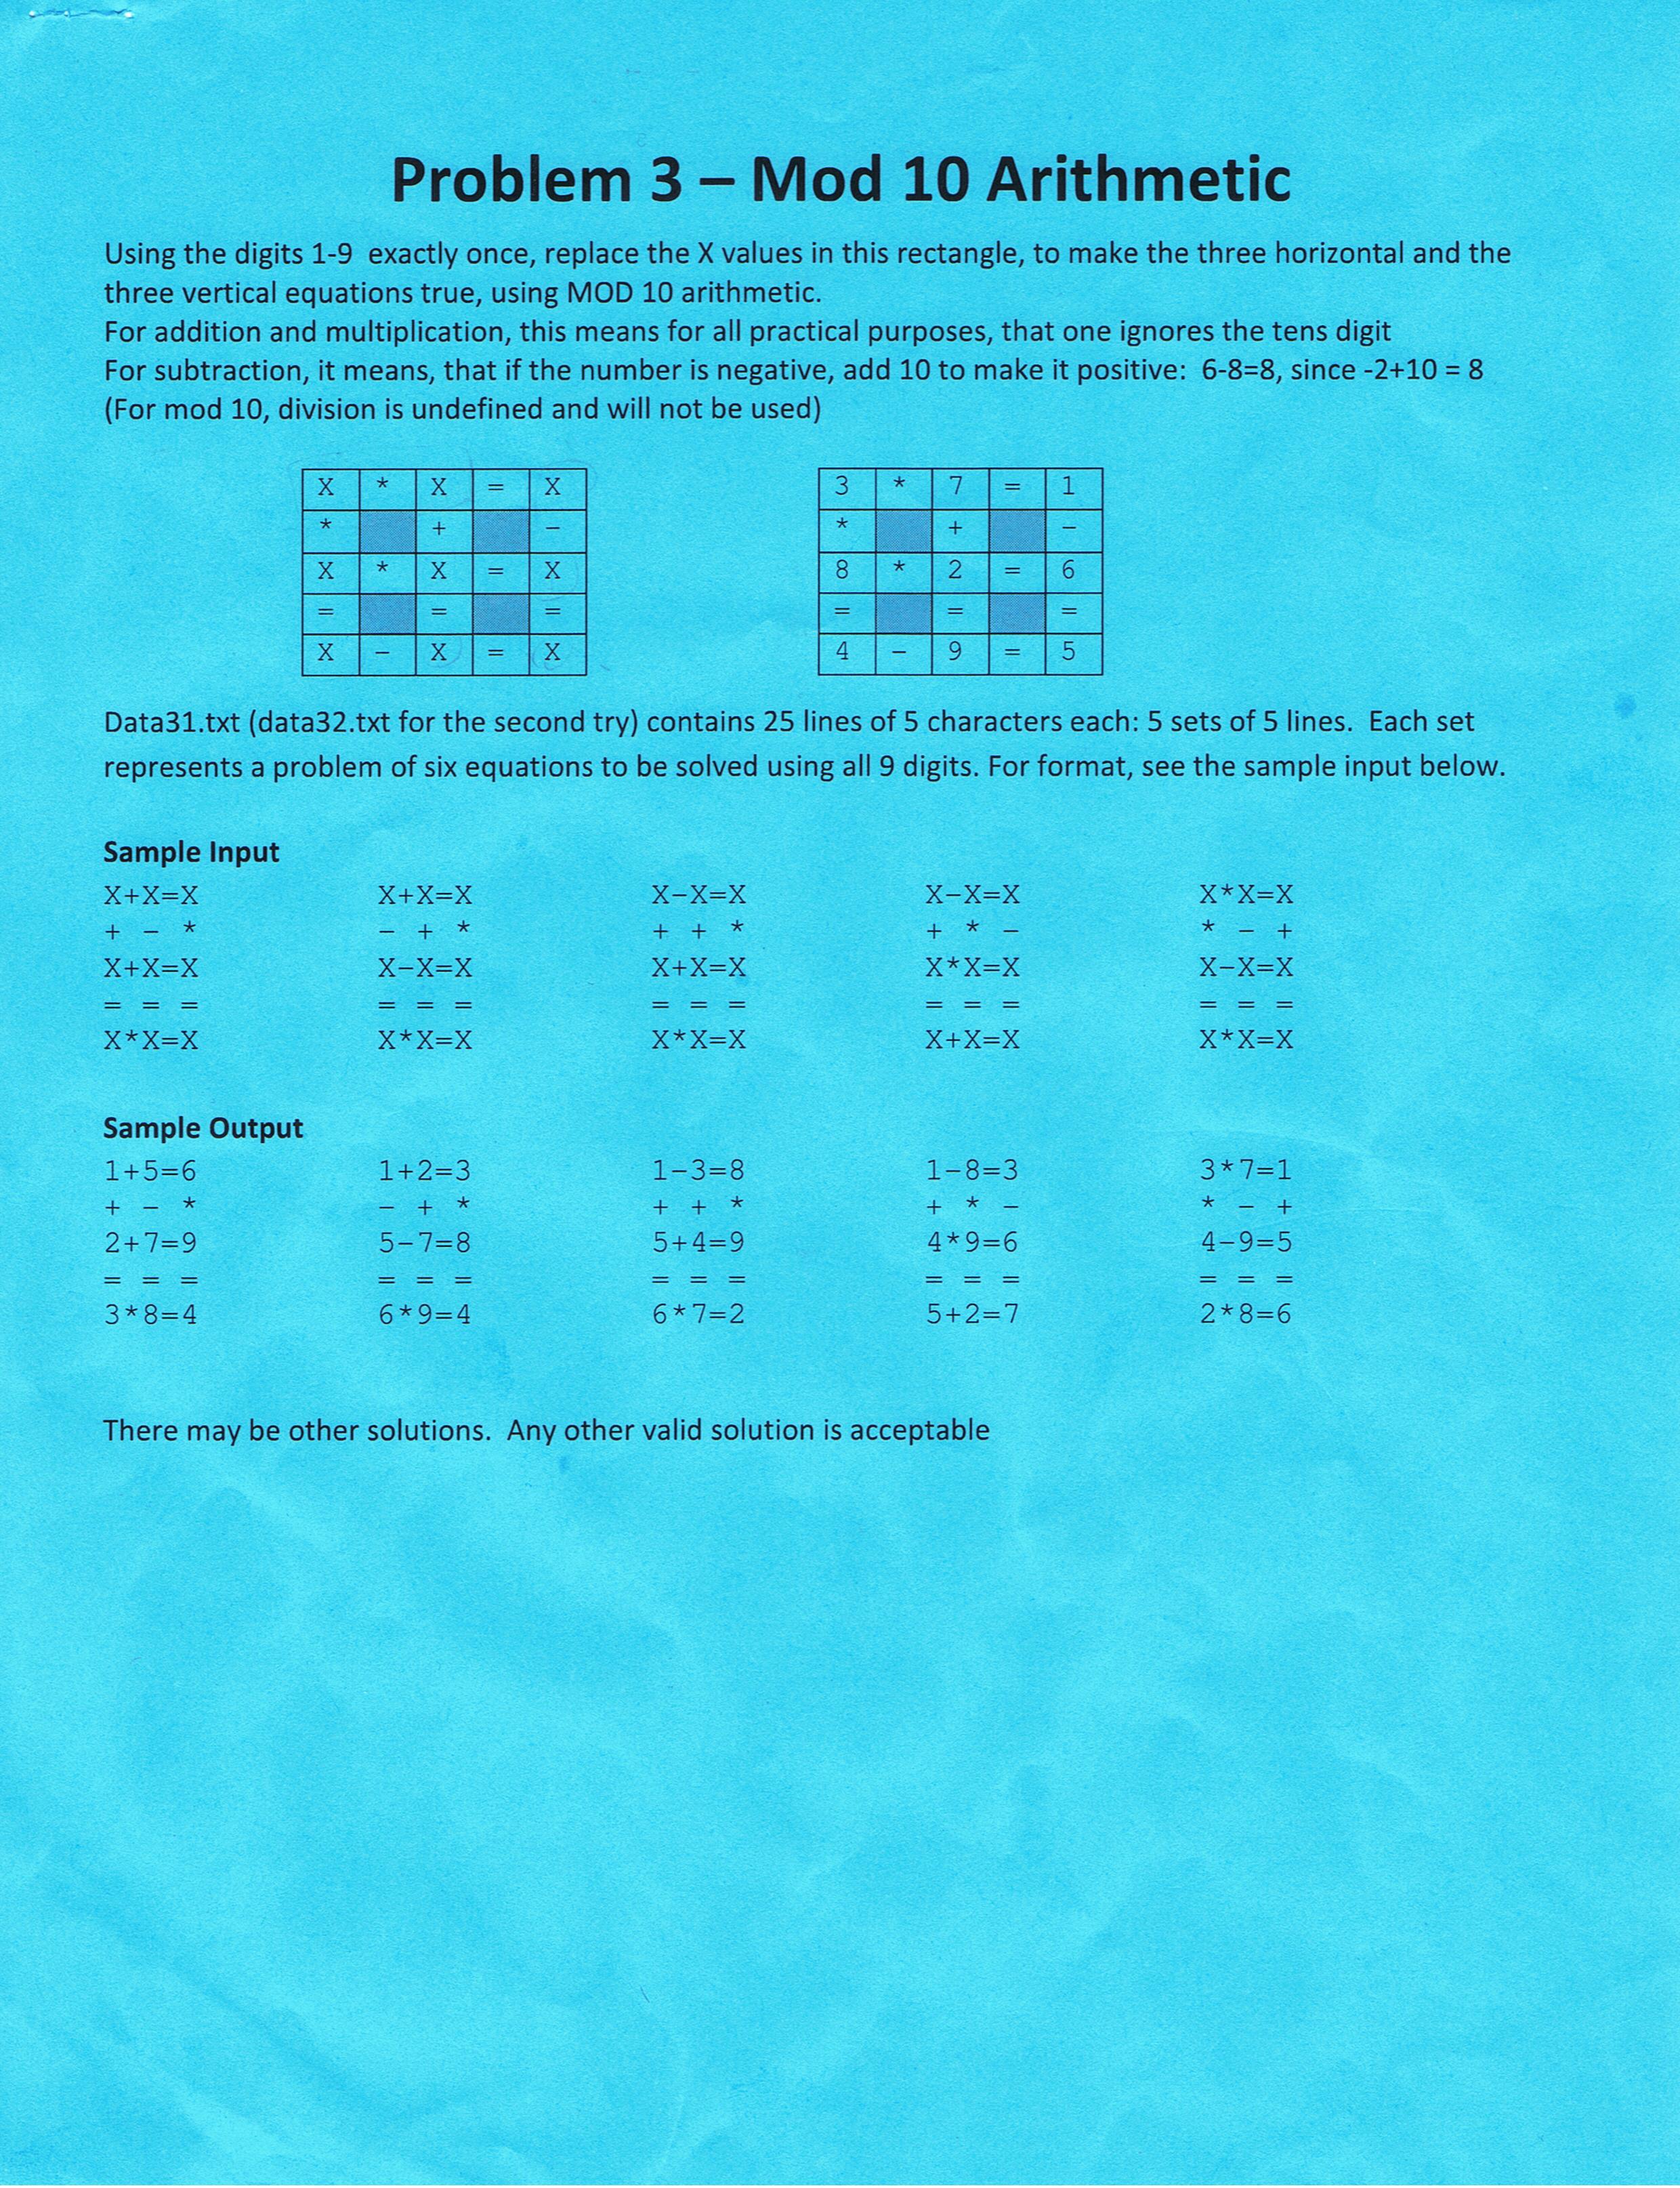 Problem 3 – Mod 10 Arithmetic
Using the digits 1-9  exactly once, replace the X values in this rectangle, to make the three horizontal and the
three vertical equations true, using MOD 10 arithmetic.
For addition and multiplication, this means for all practical purposes, that one ignores the tens digit
For subtraction, it means, that if the number is negative, add 10 to make it positive:  6-8=8, since -2+10 = 8
(For mod 10, division is undefined and will not be used)
X * X = X    3 * 7 = 1
* + −    * + −
X * X = X    8 * 2 = 6
= = =    = = =
X − X = X    4 − 9 = 5
Data31.txt (data32.txt for the second try) contains 25 lines of 5 characters each: 5 sets of 5 lines.  Each set
represents a problem of six equations to be solved using all 9 digits. For format, see the sample input below.
Sample Input
X+X=X    X+X=X    X-X=X    X-X=X    X*X=X
+ - *    - + *    + + *    + * -    * - +
X+X=X    X-X=X    X+X=X    X*X=X    X-X=X
= = =    = = =    = = =    = = =    = = =
X*X=X    X*X=X    X*X=X    X+X=X    X*X=X
Sample Output
1+5=6    1+2=3    1-3=8    1-8=3    3*7=1
+ - *    - + *    + + *    + * -    * - +
2+7=9    5-7=8    5+4=9    4*9=6    4-9=5
= = =    = = =    = = =    = = =    = = =
3*8=4    6*9=4    6*7=2    5+2=7    2*8=6
There may be other solutions.  Any other valid solution is acceptable